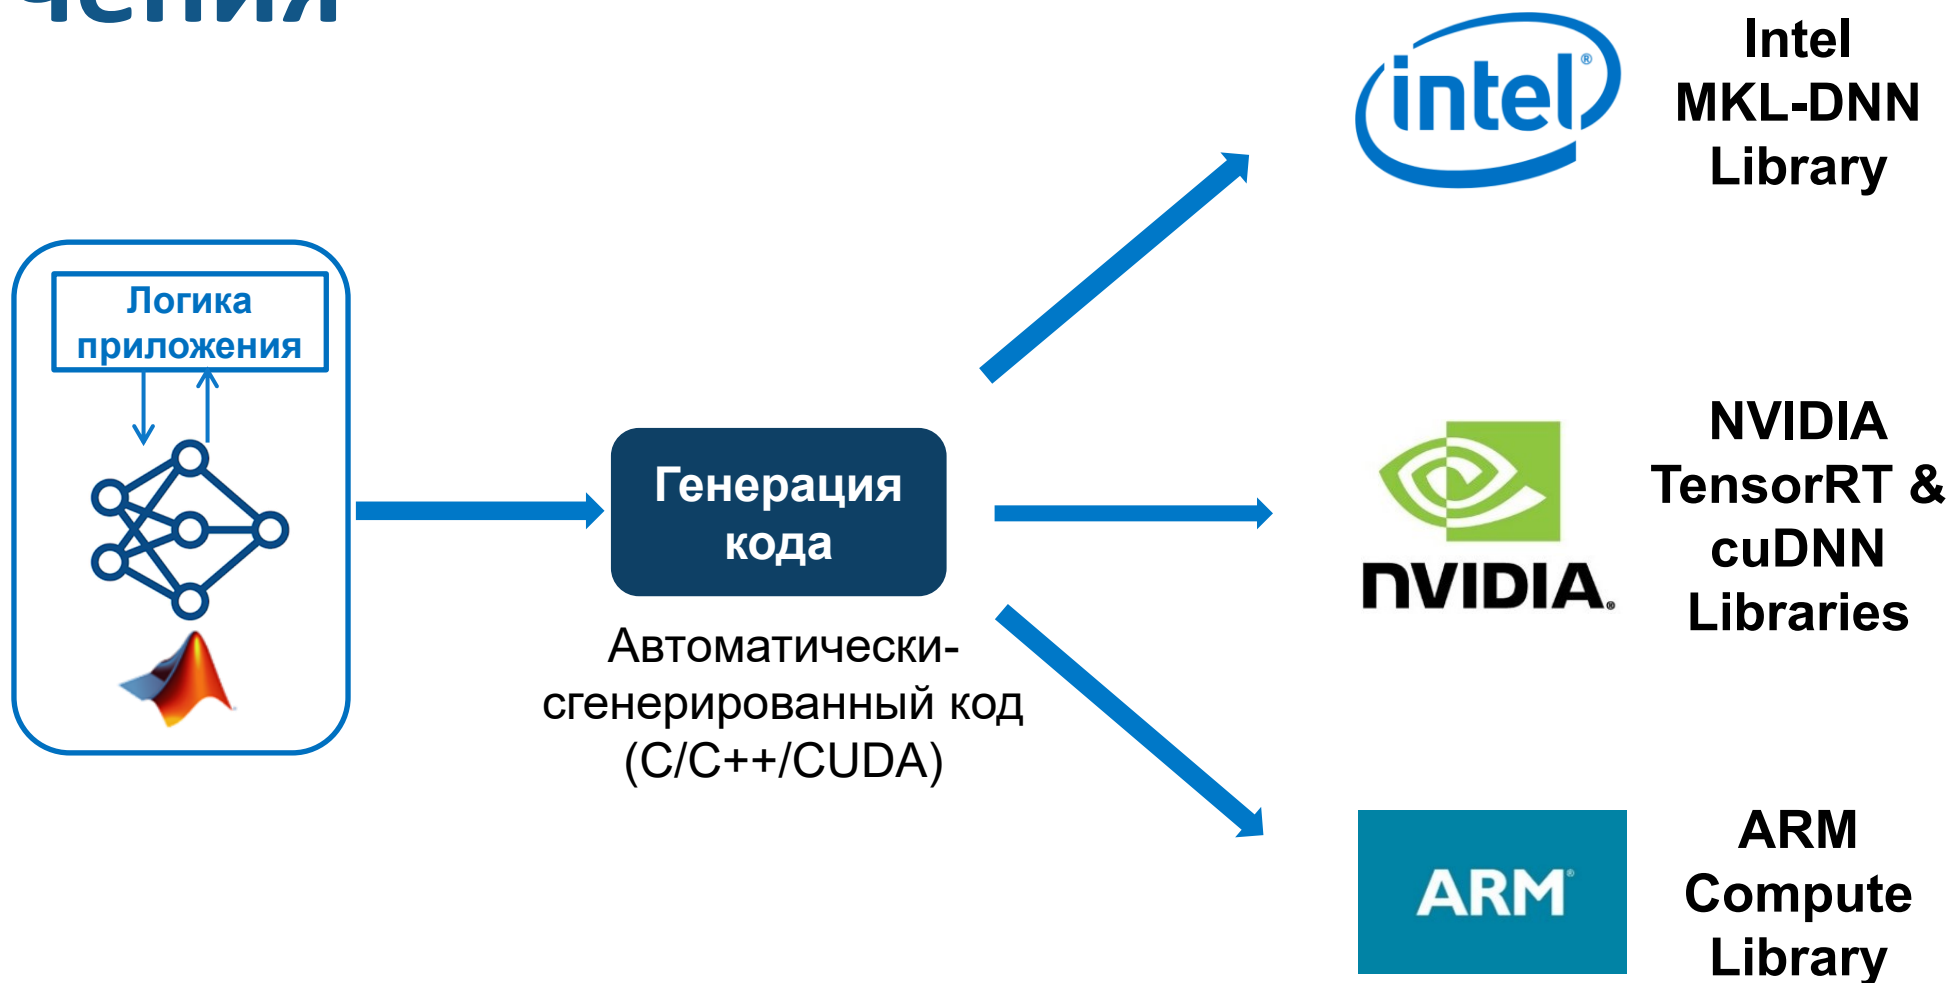 чения
Логика
приложения
Генерация
кода
Автоматически-
сгенерированный код
(C/C++/CUDA)
intel®
Intel
MKL-DNN
Library
NVIDIA.®
NVIDIA
TensorRT &
cuDNN
Libraries
ARM®
ARM
Compute
Library